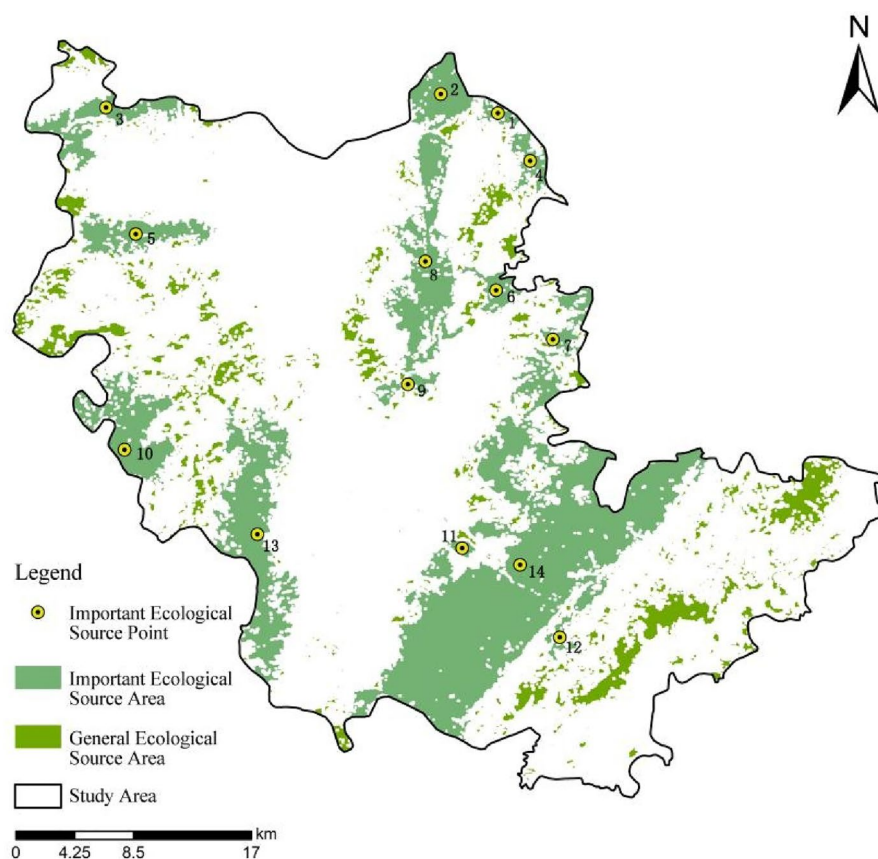 N
2
1
3
4
5
8
6
7
9
10
13
11
14
12
Legend
Important Ecological
Source Point
Important Ecological
Source Area
General Ecological
Source Area
Study Area
km
0 4.25 8.5 17